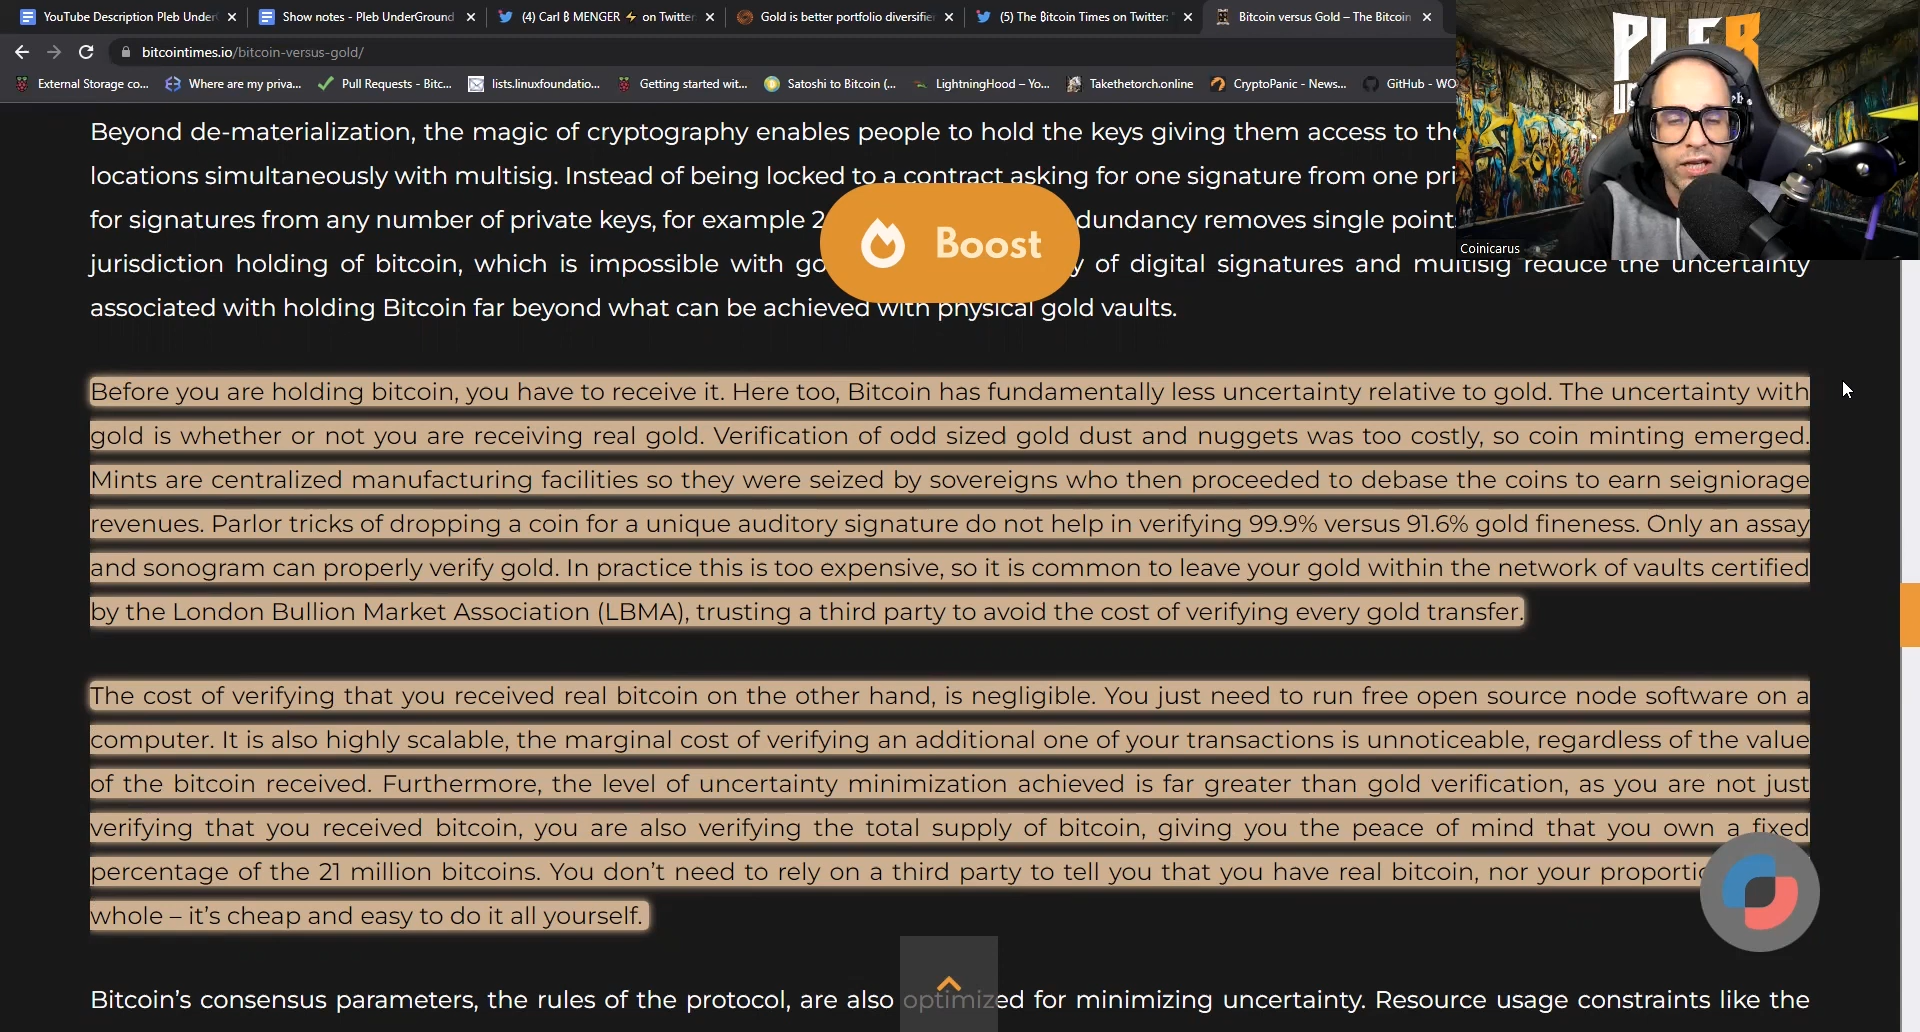 YouTube Description Pleb Under
Show notes - Pleb UnderGround
(4) Carl ₿ MENGER ⚡ on Twitter
Gold is better portfolio diversifie
(5) The Bitcoin Times on Twitter:
Bitcoin versus Gold – The Bitcoin
bitcointimes.io/bitcoin-versus-gold/
External Storage co...
Where are my priva...
Pull Requests - Bitc...
lists.linuxfoundatio...
Getting started wit...
Satoshi to Bitcoin (...
LightningHood – Yo...
Takethetorch.online
CryptoPanic - News...
GitHub - WO
PLEB
Coinicarus
Beyond de-materialization, the magic of cryptography enables people to hold the keys giving them access to the
locations simultaneously with multisig. Instead of being locked to a contract asking for one signature from one pri
for signatures from any number of private keys, for example 2 dundancy removes single point
jurisdiction holding of bitcoin, which is impossible with go y of digital signatures and multisig reduce the uncertainty
associated with holding Bitcoin far beyond what can be achieved with physical gold vaults.
Boost
Before you are holding bitcoin, you have to receive it. Here too, Bitcoin has fundamentally less uncertainty relative to gold. The uncertainty with
gold is whether or not you are receiving real gold. Verification of odd sized gold dust and nuggets was too costly, so coin minting emerged.
Mints are centralized manufacturing facilities so they were seized by sovereigns who then proceeded to debase the coins to earn seigniorage
revenues. Parlor tricks of dropping a coin for a unique auditory signature do not help in verifying 99.9% versus 91.6% gold fineness. Only an assay
and sonogram can properly verify gold. In practice this is too expensive, so it is common to leave your gold within the network of vaults certified
by the London Bullion Market Association (LBMA), trusting a third party to avoid the cost of verifying every gold transfer.
The cost of verifying that you received real bitcoin on the other hand, is negligible. You just need to run free open source node software on a
computer. It is also highly scalable, the marginal cost of verifying an additional one of your transactions is unnoticeable, regardless of the value
of the bitcoin received. Furthermore, the level of uncertainty minimization achieved is far greater than gold verification, as you are not just
verifying that you received bitcoin, you are also verifying the total supply of bitcoin, giving you the peace of mind that you own a fixed
percentage of the 21 million bitcoins. You don’t need to rely on a third party to tell you that you have real bitcoin, nor your proportic
whole – it’s cheap and easy to do it all yourself.
Bitcoin’s consensus parameters, the rules of the protocol, are also optimized for minimizing uncertainty. Resource usage constraints like the